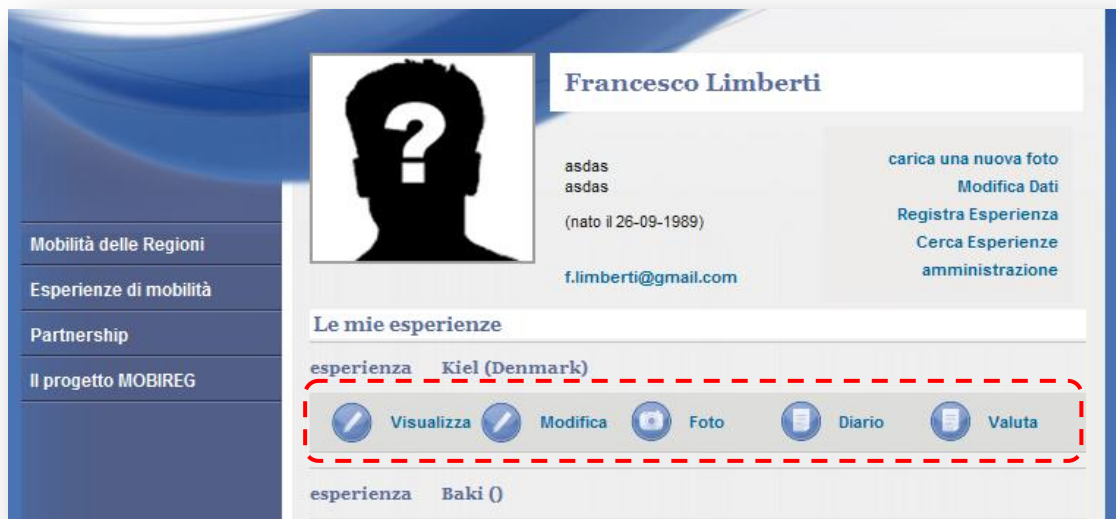 Francesco Limberti
asdas
asdas
(nato il 26-09-1989)
f.limberti@gmail.com
carica una nuova foto
Modifica Dati
Registra Esperienza
Cerca Esperienze
amministrazione
Mobilità delle Regioni
Esperienze di mobilità
Partnership
Il progetto MOBIREG
Le mie esperienze
esperienza Kiel (Denmark)
Visualizza Modifica Foto Diario Valuta
esperienza Baki ()